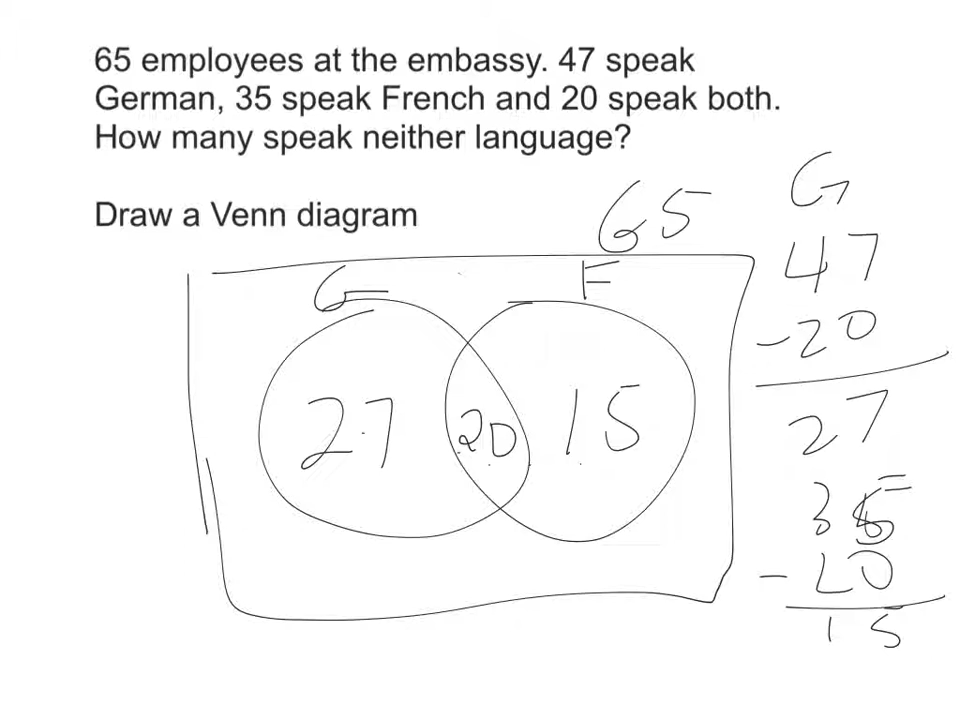 65 employees at the embassy. 47 speak
German, 35 speak French and 20 speak both.
How many speak neither language?
Draw a Venn diagram
65
G
F
27
20
15
G
47
-20
27
F
35
-20
15